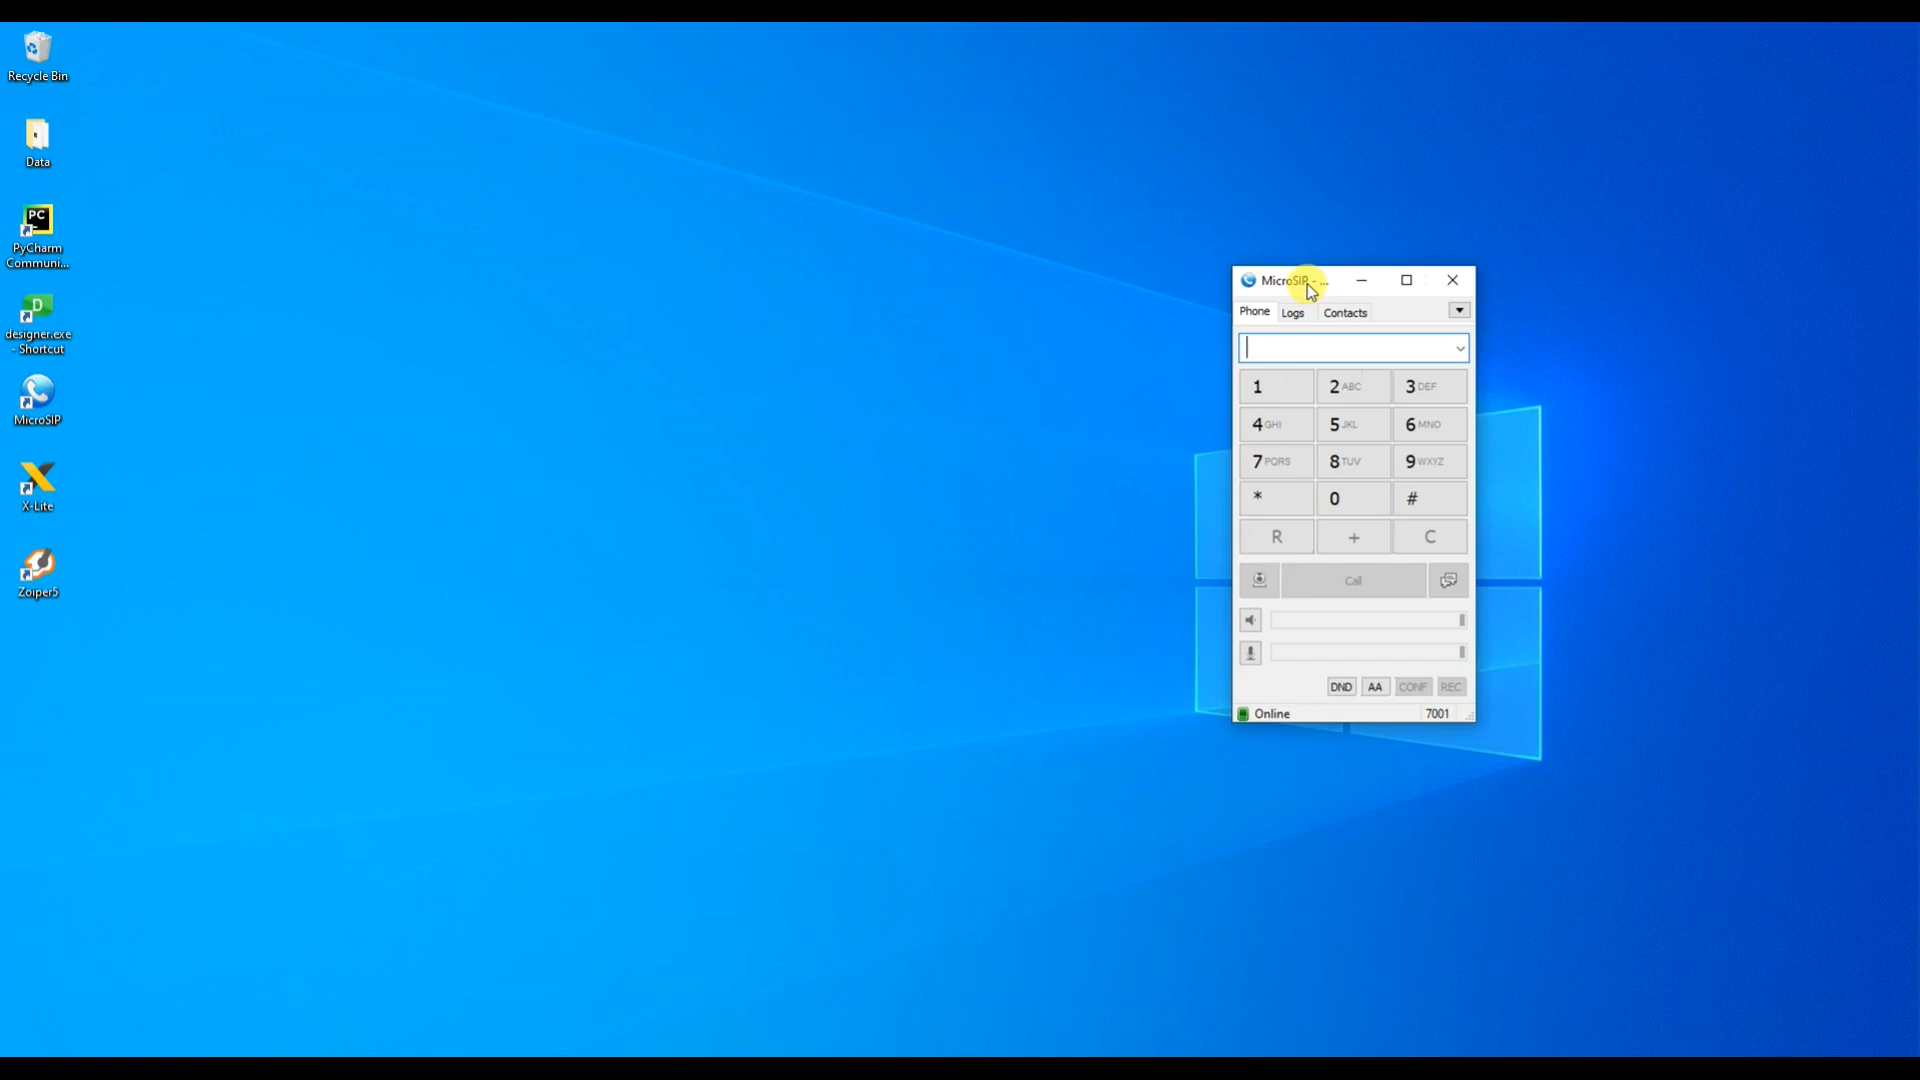 Recycle Bin
Data
PC
PyCharm
Communi...
D
designer.exe
- Shortcut
MicroSIP
X-Lite
Zoiper5
MicroSIP - ...
Phone Logs Contacts
1 2 ABC 3 DEF
4 GHI 5 JKL 6 MNO
7 PQRS 8 TUV 9 WXYZ
* 0 #
R + C
Call
DND AA CONF REC
Online 7001